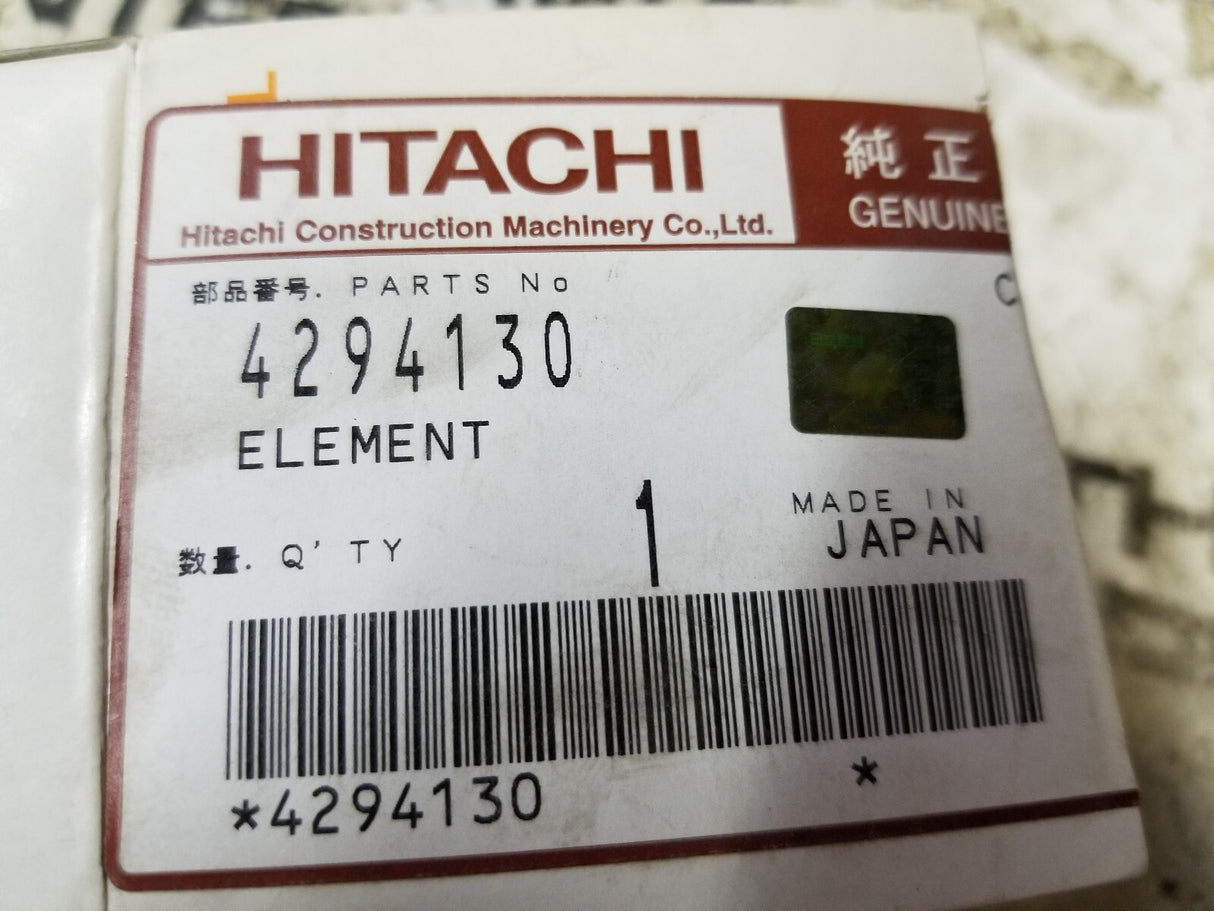 HITACHI
純正
GENUINE
Hitachi Construction Machinery Co.,Ltd.
部品番号. PARTS No
4294130
ELEMENT
数量. Q'TY
1
MADE IN
JAPAN
*4294130 *